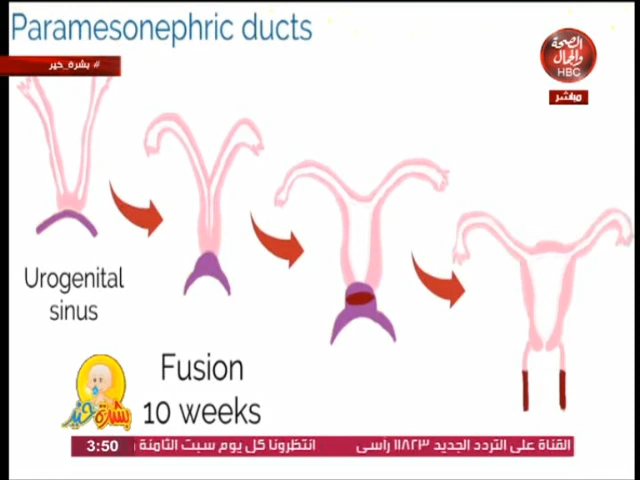 Paramesonephric ducts
الصحة
والجمال
HBC
# بشرة_خير
مباشر
Urogenital
sinus
Fusion
10 weeks
بشرة خير
3:50
انتظرونا كل يوم سبت الثامنة
القناة على التردد الجديد ١١٨٢٣ رأسى